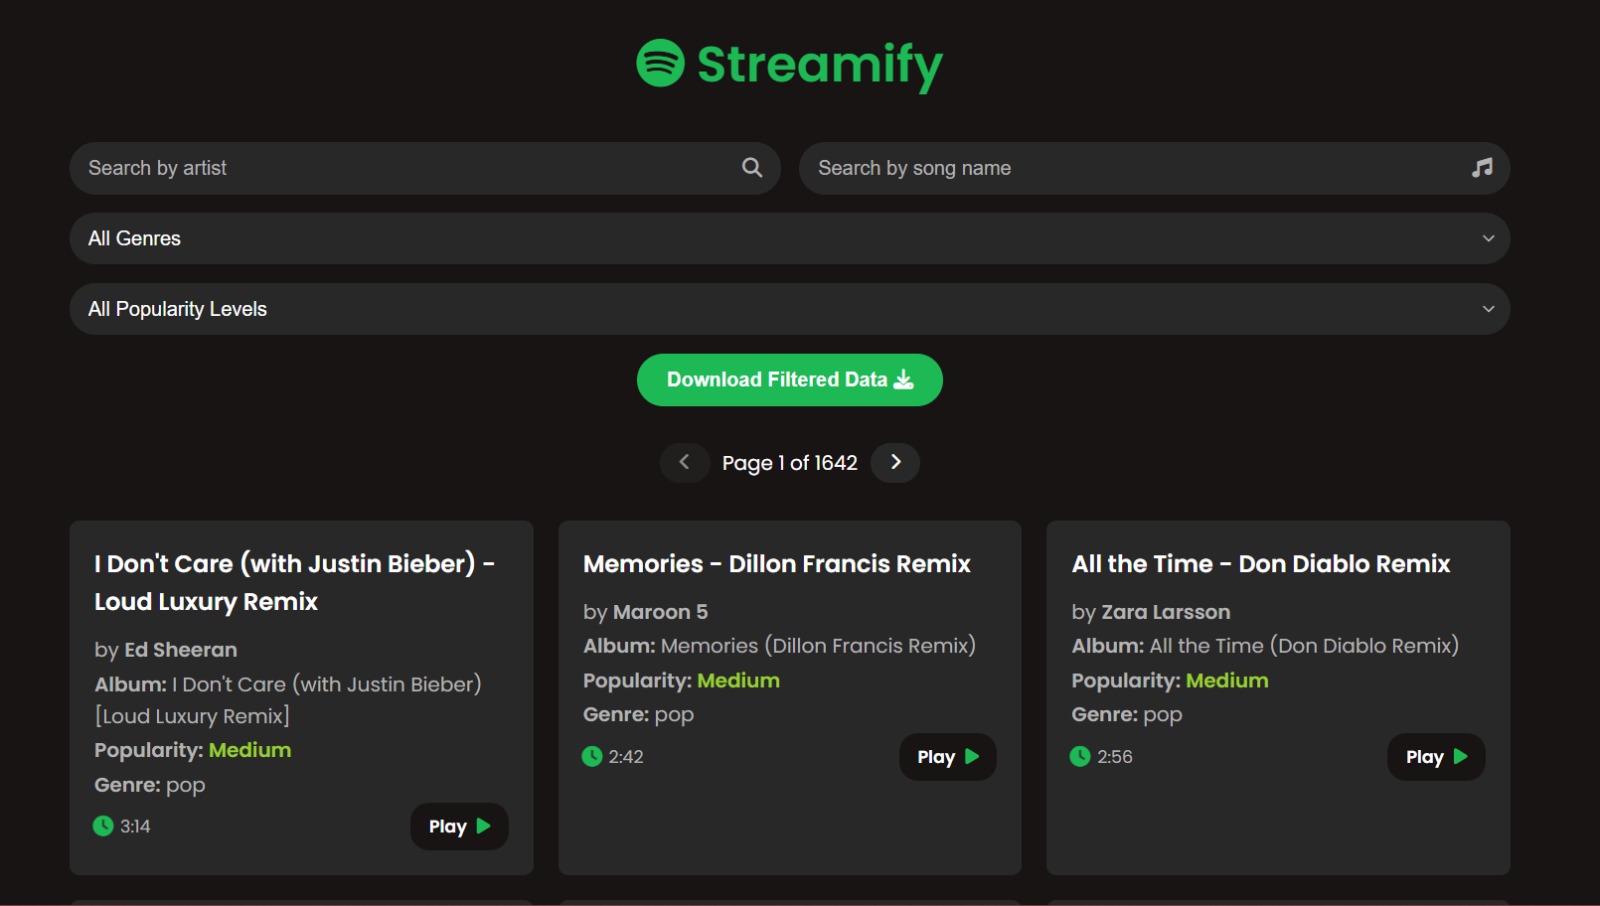 Streamify
Search by artist
Search by song name
All Genres
All Popularity Levels
Download Filtered Data
Page 1 of 1642
I Don't Care (with Justin Bieber) -
Loud Luxury Remix
by Ed Sheeran
Album: I Don't Care (with Justin Bieber)
[Loud Luxury Remix]
Popularity: Medium
Genre: pop
3:14
Play
Memories - Dillon Francis Remix
by Maroon 5
Album: Memories (Dillon Francis Remix)
Popularity: Medium
Genre: pop
2:42
Play
All the Time - Don Diablo Remix
by Zara Larsson
Album: All the Time (Don Diablo Remix)
Popularity: Medium
Genre: pop
2:56
Play